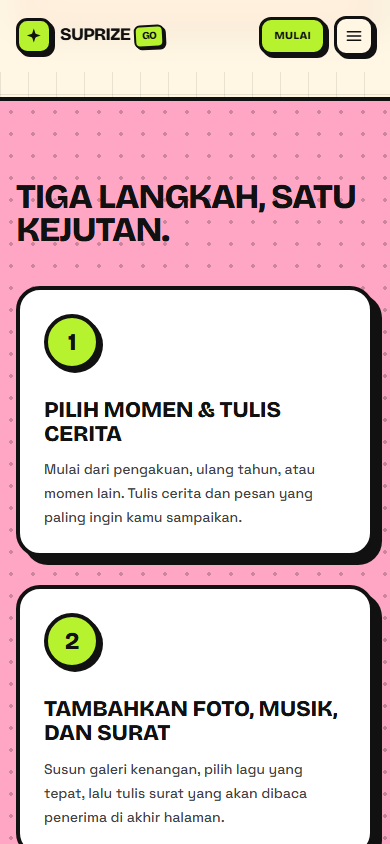 SUPRIZE GO
MULAI
TIGA LANGKAH, SATU
KEJUTAN.
1
PILIH MOMEN & TULIS
CERITA
Mulai dari pengakuan, ulang tahun, atau
momen lain. Tulis cerita dan pesan yang
paling ingin kamu sampaikan.
2
TAMBAHKAN FOTO, MUSIK,
DAN SURAT
Susun galeri kenangan, pilih lagu yang
tepat, lalu tulis surat yang akan dibaca
penerima di akhir halaman.